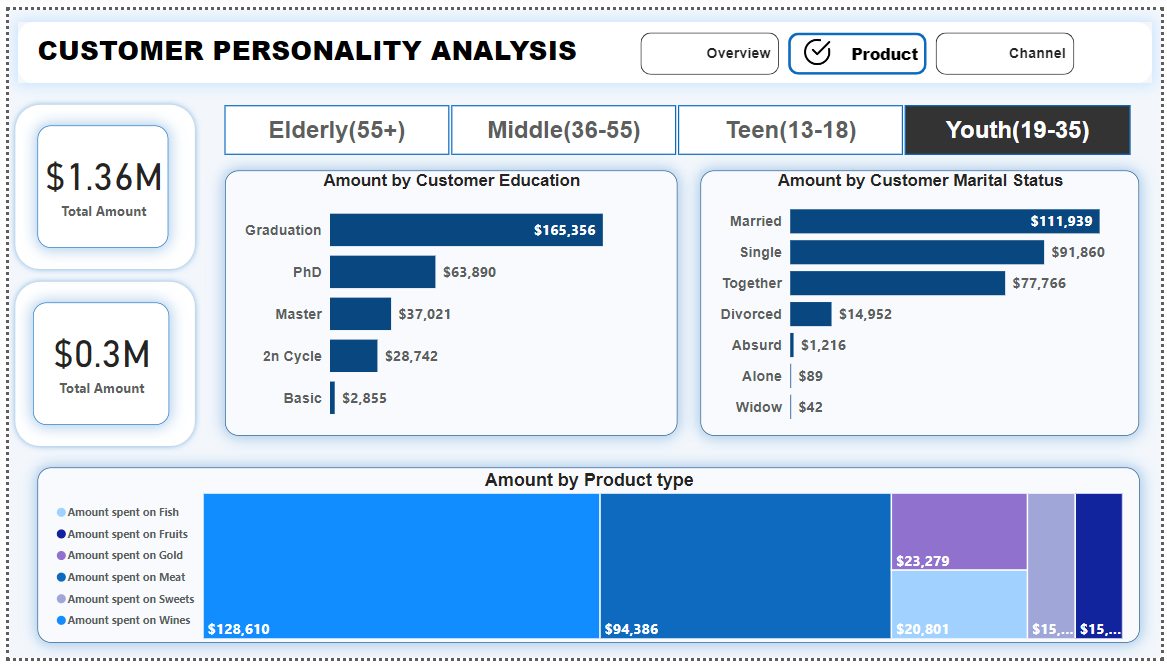 CUSTOMER PERSONALITY ANALYSIS
Overview
Product
Channel
$1.36M
Total Amount
$0.3M
Total Amount
Elderly(55+)
Middle(36-55)
Teen(13-18)
Youth(19-35)
Amount by Customer Education
Graduation $165,356
PhD $63,890
Master $37,021
2n Cycle $28,742
Basic $2,855
Amount by Customer Marital Status
Married $111,939
Single $91,860
Together $77,766
Divorced $14,952
Absurd $1,216
Alone $89
Widow $42
Amount by Product type
Amount spent on Fish
Amount spent on Fruits
Amount spent on Gold
Amount spent on Meat
Amount spent on Sweets
Amount spent on Wines
$128,610
$94,386
$23,279
$20,801
$15,...
$15,...